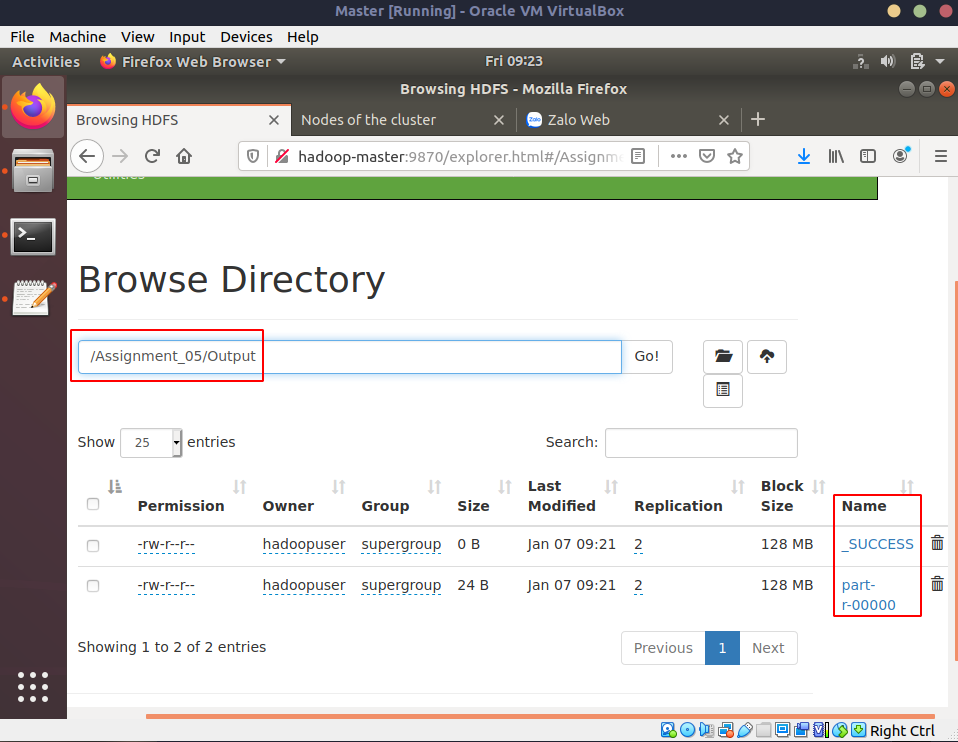 Master [Running] - Oracle VM VirtualBox
File Machine View Input Devices Help
Activities Firefox Web Browser Fri 09:23
Browsing HDFS - Mozilla Firefox
Browsing HDFS Nodes of the cluster Zalo Zalo Web
hadoop-master:9870/explorer.html#/Assignme
Utilities
Browse Directory
/Assignment_05/Output Go!
Show 25 entries Search:
Permission Owner Group Size Last Modified Replication Block Size Name
-rw-r--r-- hadoopuser supergroup 0 B Jan 07 09:21 2 128 MB _SUCCESS
-rw-r--r-- hadoopuser supergroup 24 B Jan 07 09:21 2 128 MB part-
r-00000
Showing 1 to 2 of 2 entries Previous 1 Next
Right Ctrl